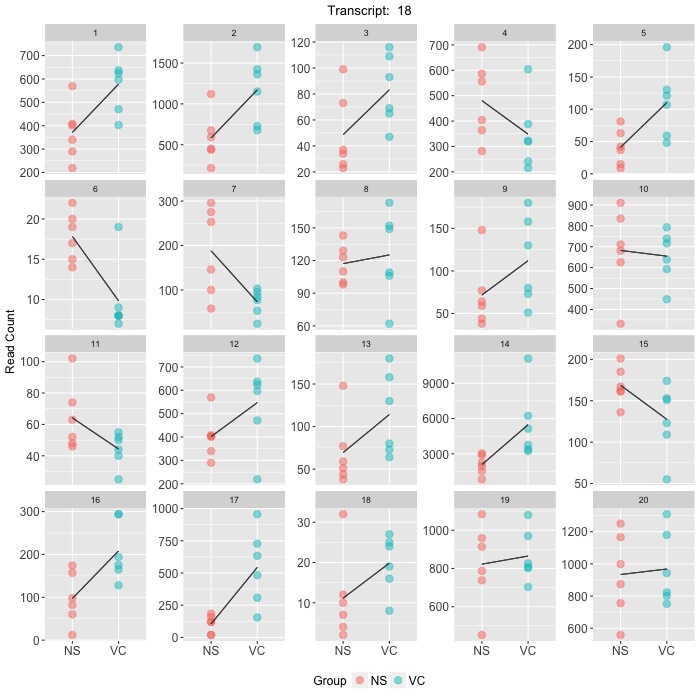 Transcript: 18
1 2 3 4 5
700 600 500 400 300 200
1500 1000 500
120 100 80 60 40 20
700 600 500 400 300 200
200 150 100 50 0
6 7 8 9 10
20 15 10
300 200 100
150 120 90 60
150 100 50
900 800 700 600 500 400
Read Count
11 12 13 14 15
100 80 60 40
700 600 500 400 300 200
150 100 50
9000 6000 3000
200 150 100 50
16 17 18 19 20
300 200 100 0
1000 750 500 250 0
30 20 10
1000 800 600
1200 1000 800 600
NS VC NS VC NS VC NS VC NS VC
Group NS VC